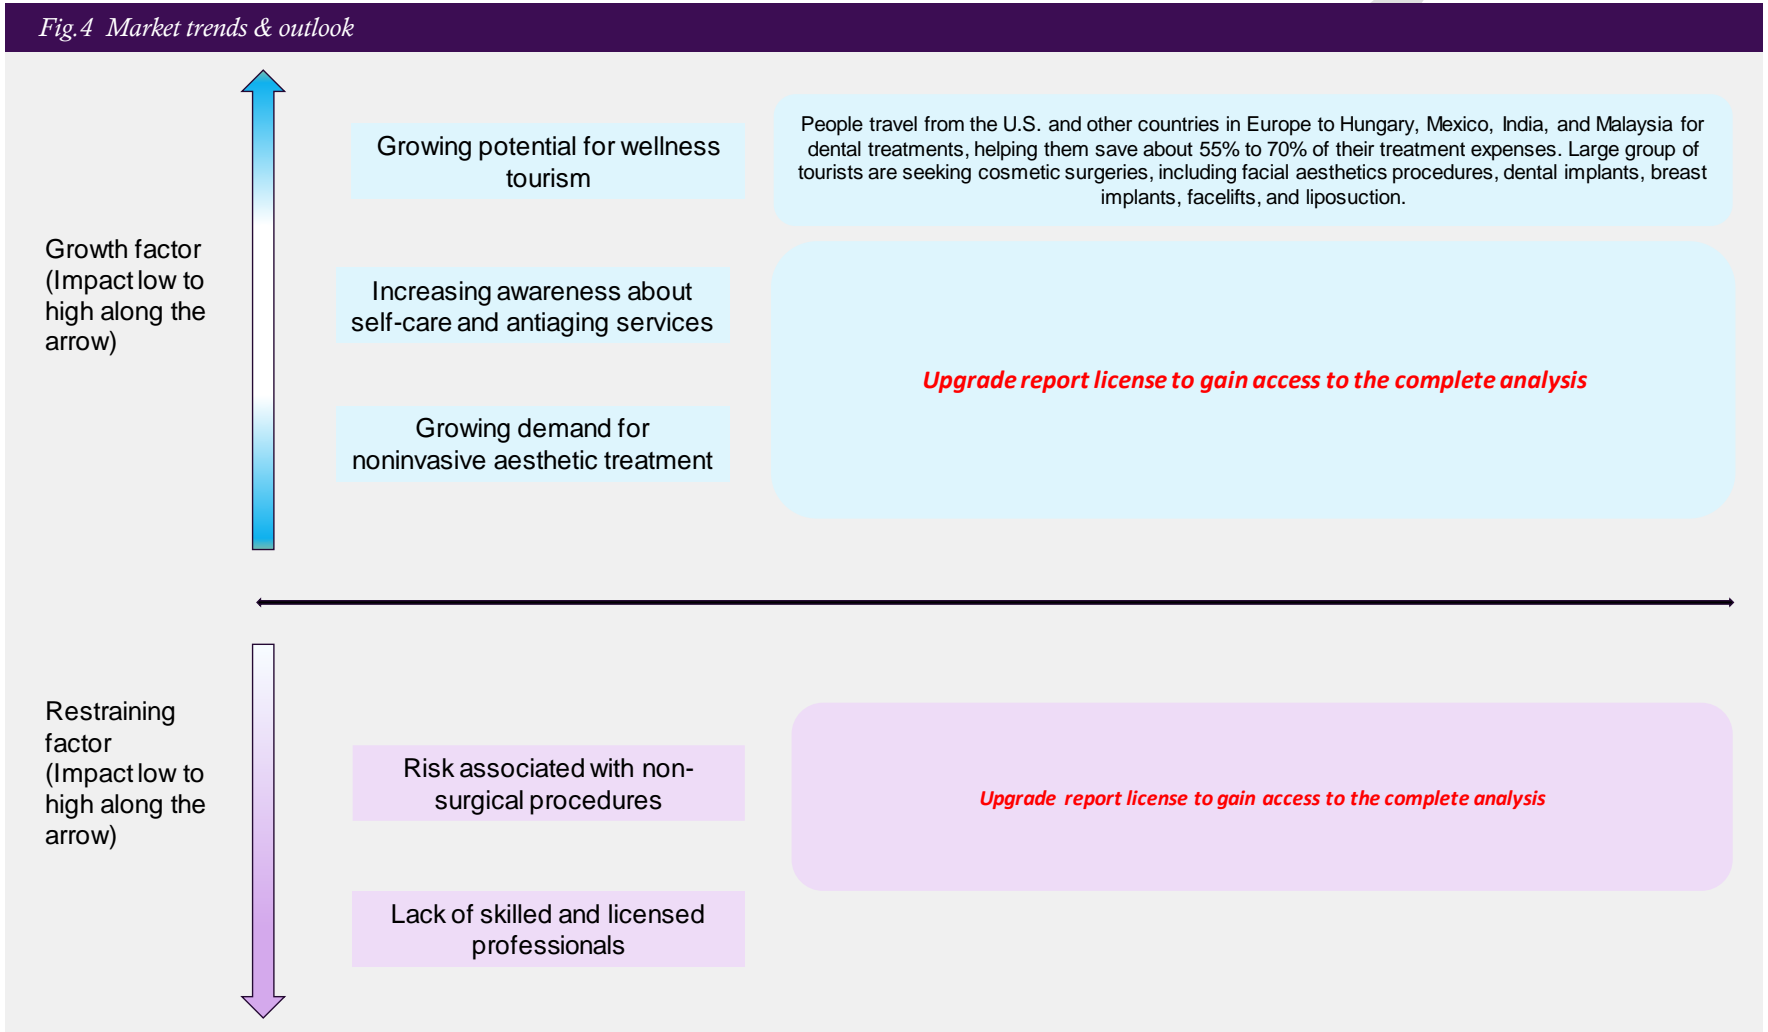 Fig.4 Market trends & outlook
Growth factor
(Impact low to
high along the
arrow)
Growing potential for wellness
tourism
People travel from the U.S. and other countries in Europe to Hungary, Mexico, India, and Malaysia for
dental treatments, helping them save about 55% to 70% of their treatment expenses. Large group of
tourists are seeking cosmetic surgeries, including facial aesthetics procedures, dental implants, breast
implants, facelifts, and liposuction.
Increasing awareness about
self-care and antiaging services
Growing demand for
noninvasive aesthetic treatment
Upgrade report license to gain access to the complete analysis
Restraining
factor
(Impact low to
high along the
arrow)
Risk associated with non-
surgical procedures
Lack of skilled and licensed
professionals
Upgrade report license to gain access to the complete analysis